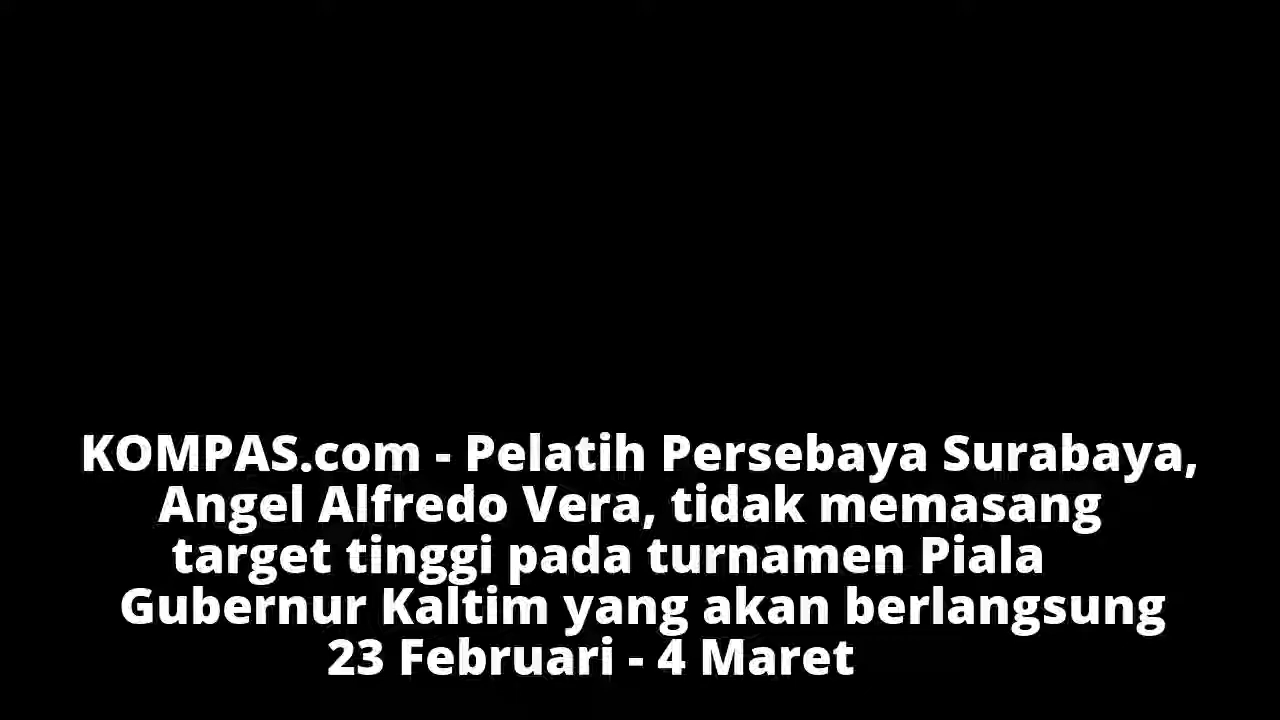 KOMPAS.com - Pelatih Persebaya Surabaya,
Angel Alfredo Vera, tidak memasang
target tinggi pada turnamen Piala
Gubernur Kaltim yang akan berlangsung
23 Februari - 4 Maret